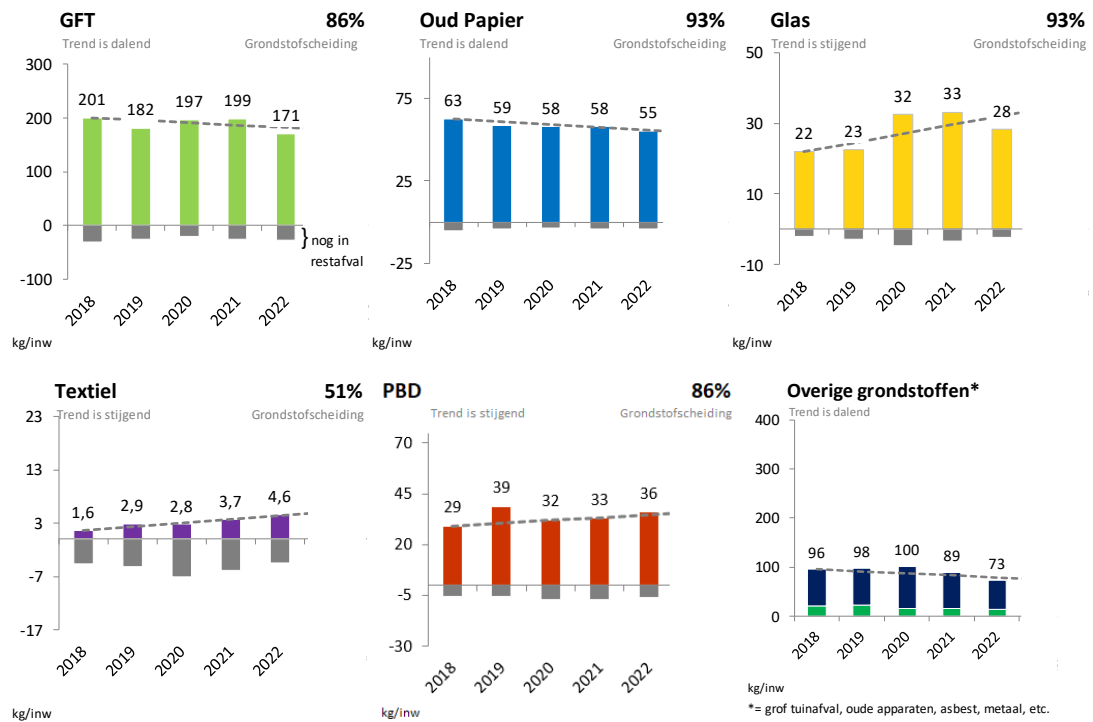 GFT 86%
Trend is dalend Grondstofscheiding
300
200
100
0
-100
201 182 197 199 171
nog in
restafval
2018 2019 2020 2021 2022
kg/inw
Oud Papier 93%
Trend is dalend Grondstofscheiding
75
25
-25
63 59 58 58 55
2018 2019 2020 2021 2022
kg/inw
Glas 93%
Trend is stijgend Grondstofscheiding
50
30
10
-10
22 23 32 33 28
2018 2019 2020 2021 2022
Textiel 51%
Trend is stijgend Grondstofscheiding
23
13
3
-7
-17
1,6 2,9 2,8 3,7 4,6
2018 2019 2020 2021 2022
kg/inw
PBD 86%
Trend is stijgend Grondstofscheiding
70
45
20
-5
-30
29 39 32 33 36
2018 2019 2020 2021 2022
kg/inw
Overige grondstoffen*
Trend is dalend
400
300
200
100
0
96 98 100 89 73
2018 2019 2020 2021 2022
kg/inw
*= grof tuinafval, oude apparaten, asbest, metaal, etc.